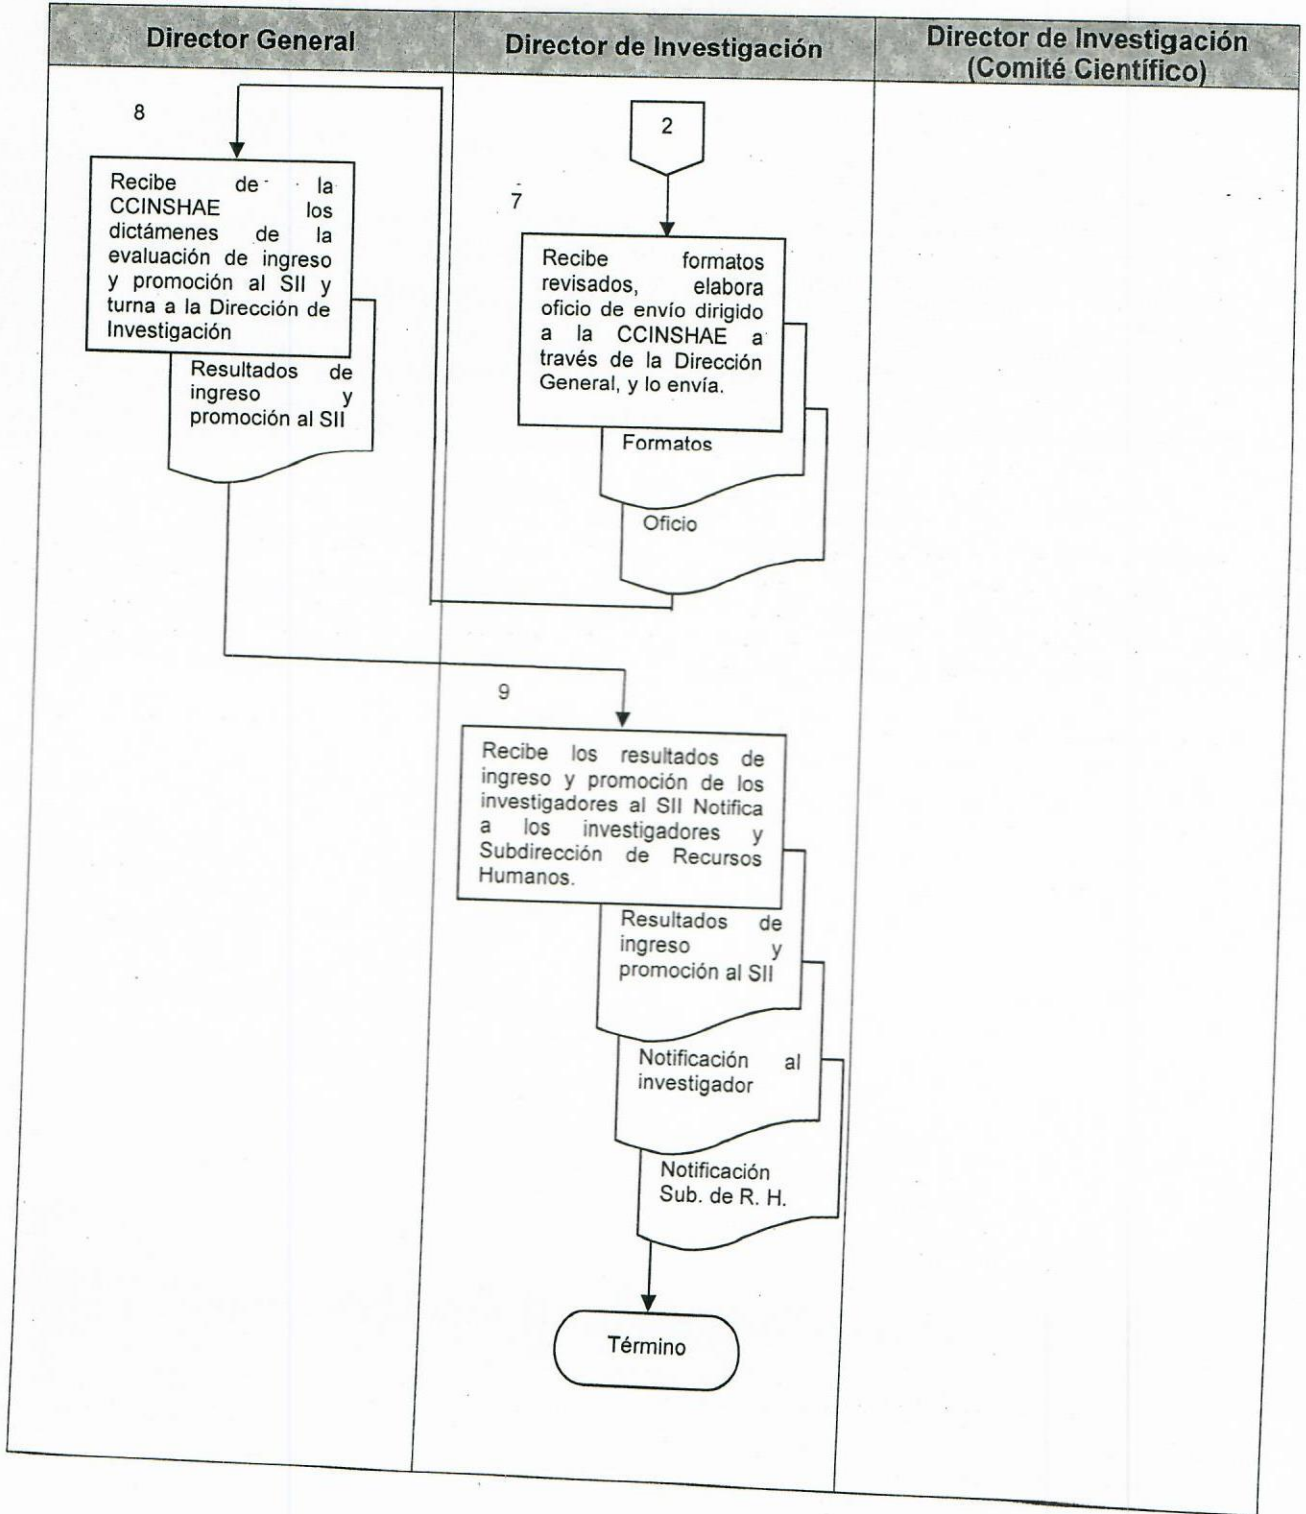 Director General
Director de Investigación
Director de Investigación
(Comité Científico)
2
7
Recibe formatos
revisados, elabora
oficio de envío dirigido
a la CCINSHAE a
través de la Dirección
General, y lo envía.
Formatos
Oficio
8
Recibe de la
CCINSHAE los
dictámenes de la
evaluación de ingreso
y promoción al SII y
turna a la Dirección de
Investigación
Resultados de
ingreso y
promoción al SII
9
Recibe los resultados de
ingreso y promoción de los
investigadores al SII Notifica
a los investigadores y
Subdirección de Recursos
Humanos.
Resultados de
ingreso y
promoción al SII
Notificación al
investigador
Notificación
Sub. de R. H.
Término